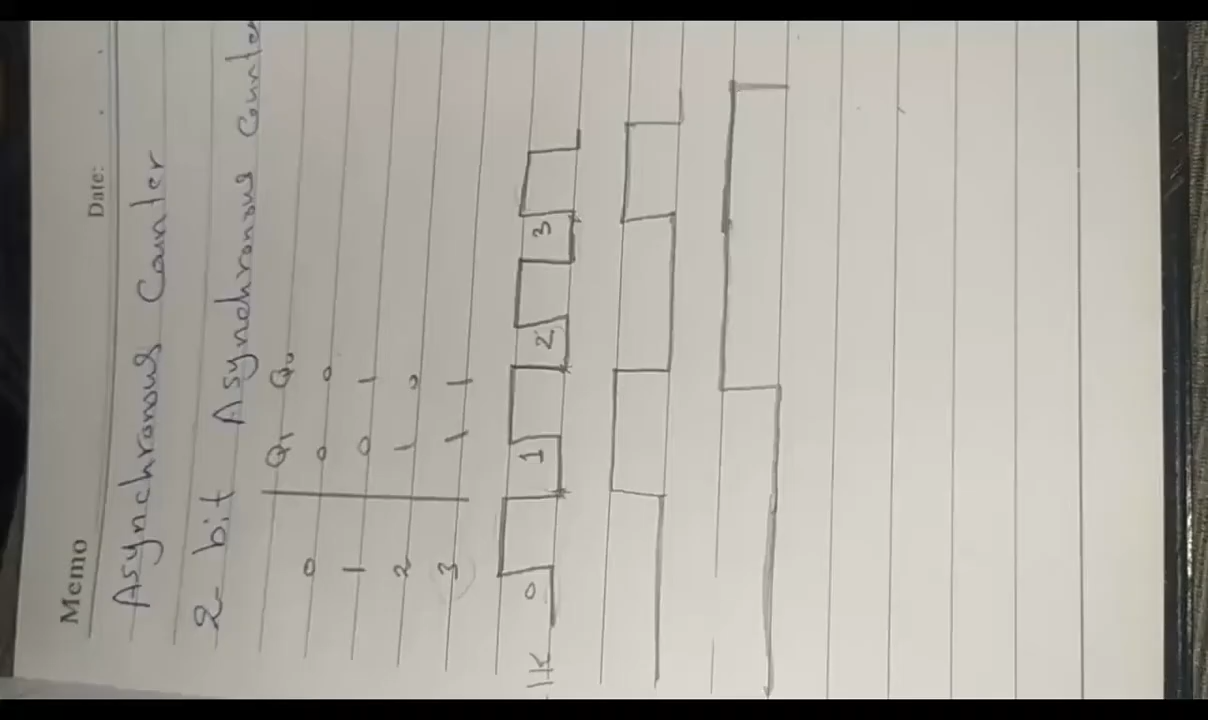 Memo
Date: . .
Asynchronous Counter
2-bit Asynchronous Counter
Q1 Q0
0 0 0
1 0 1
2 1 0
3 1 1
lk 0 1 2 3